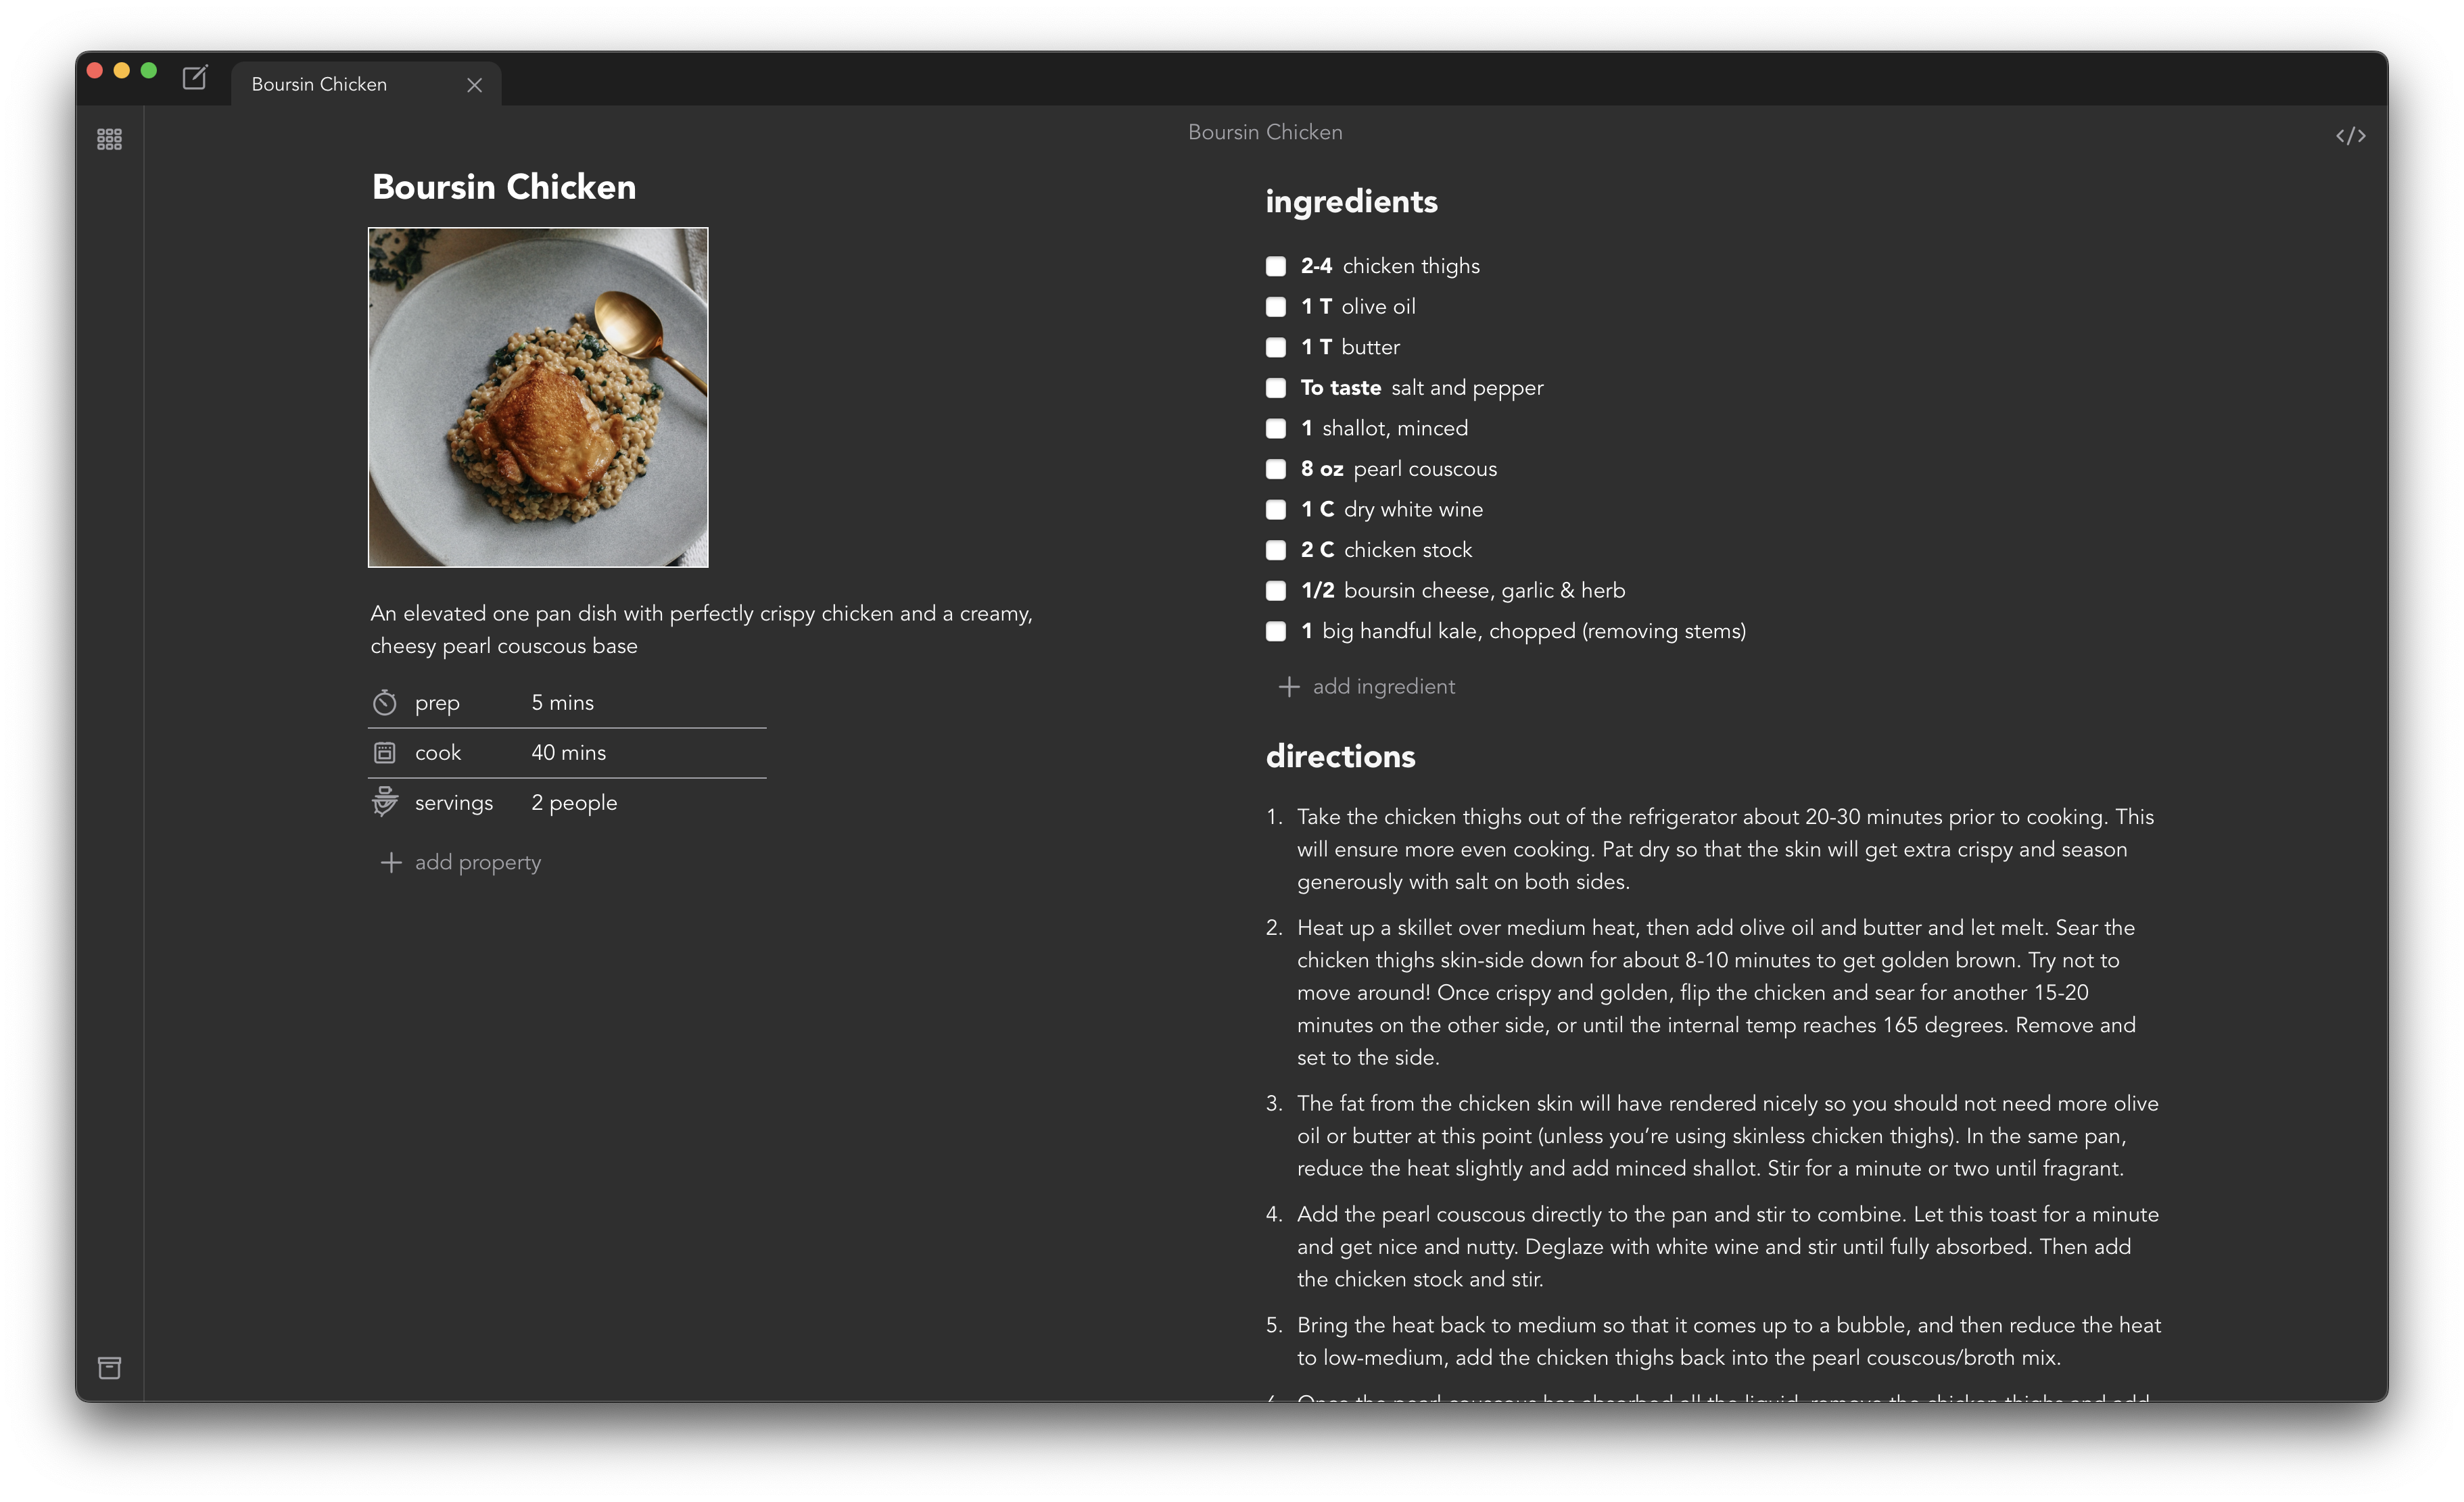 Boursin Chicken
Boursin Chicken
Boursin Chicken
An elevated one pan dish with perfectly crispy chicken and a creamy,
cheesy pearl couscous base
prep 5 mins
cook 40 mins
servings 2 people
add property
ingredients
2-4 chicken thighs
1 T olive oil
1 T butter
To taste salt and pepper
1 shallot, minced
8 oz pearl couscous
1 C dry white wine
2 C chicken stock
1/2 boursin cheese, garlic & herb
1 big handful kale, chopped (removing stems)
add ingredient
directions
1. Take the chicken thighs out of the refrigerator about 20-30 minutes prior to cooking. This
will ensure more even cooking. Pat dry so that the skin will get extra crispy and season
generously with salt on both sides.
2. Heat up a skillet over medium heat, then add olive oil and butter and let melt. Sear the
chicken thighs skin-side down for about 8-10 minutes to get golden brown. Try not to
move around! Once crispy and golden, flip the chicken and sear for another 15-20
minutes on the other side, or until the internal temp reaches 165 degrees. Remove and
set to the side.
3. The fat from the chicken skin will have rendered nicely so you should not need more olive
oil or butter at this point (unless you’re using skinless chicken thighs). In the same pan,
reduce the heat slightly and add minced shallot. Stir for a minute or two until fragrant.
4. Add the pearl couscous directly to the pan and stir to combine. Let this toast for a minute
and get nice and nutty. Deglaze with white wine and stir until fully absorbed. Then add
the chicken stock and stir.
5. Bring the heat back to medium so that it comes up to a bubble, and then reduce the heat
to low-medium, add the chicken thighs back into the pearl couscous/broth mix.
6. Once the pearl couscous has absorbed all the liquid, remove the chicken thighs and add